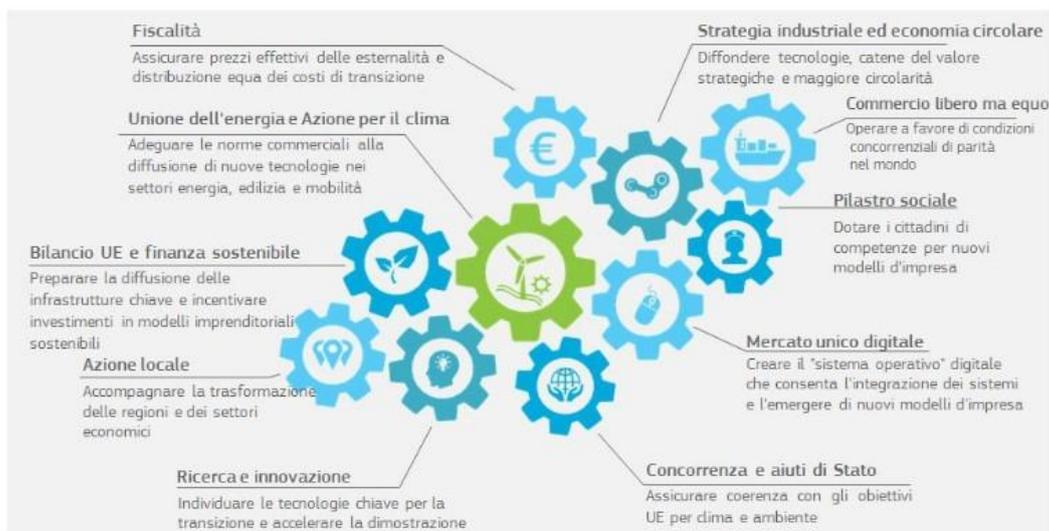 Fiscalità
Assicurare prezzi effettivi delle esternalità e
distribuzione equa dei costi di transizione
Strategia industriale ed economia circolare
Diffondere tecnologie, catene del valore
strategiche e maggiore circolarità
Unione dell'energia e Azione per il clima
Adeguare le norme commerciali alla
diffusione di nuove tecnologie nei
settori energia, edilizia e mobilità
€
Commercio libero ma equo
Operare a favore di condizioni
concorrenziali di parità
nel mondo
Pilastro sociale
Dotare i cittadini di
competenze per nuovi
modelli d'impresa
Bilancio UE e finanza sostenibile
Preparare la diffusione delle
infrastrutture chiave e incentivare
investimenti in modelli imprenditoriali
sostenibili
Mercato unico digitale
Creare il "sistema operativo" digitale
che consenta l'integrazione dei sistemi
e l'emergere di nuovi modelli d'impresa
Azione locale
Accompagnare la trasformazione
delle regioni e dei settori
economici
Ricerca e innovazione
Individuare le tecnologie chiave per la
transizione e accelerare la dimostrazione
Concorrenza e aiuti di Stato
Assicurare coerenza con gli obiettivi
UE per clima e ambiente